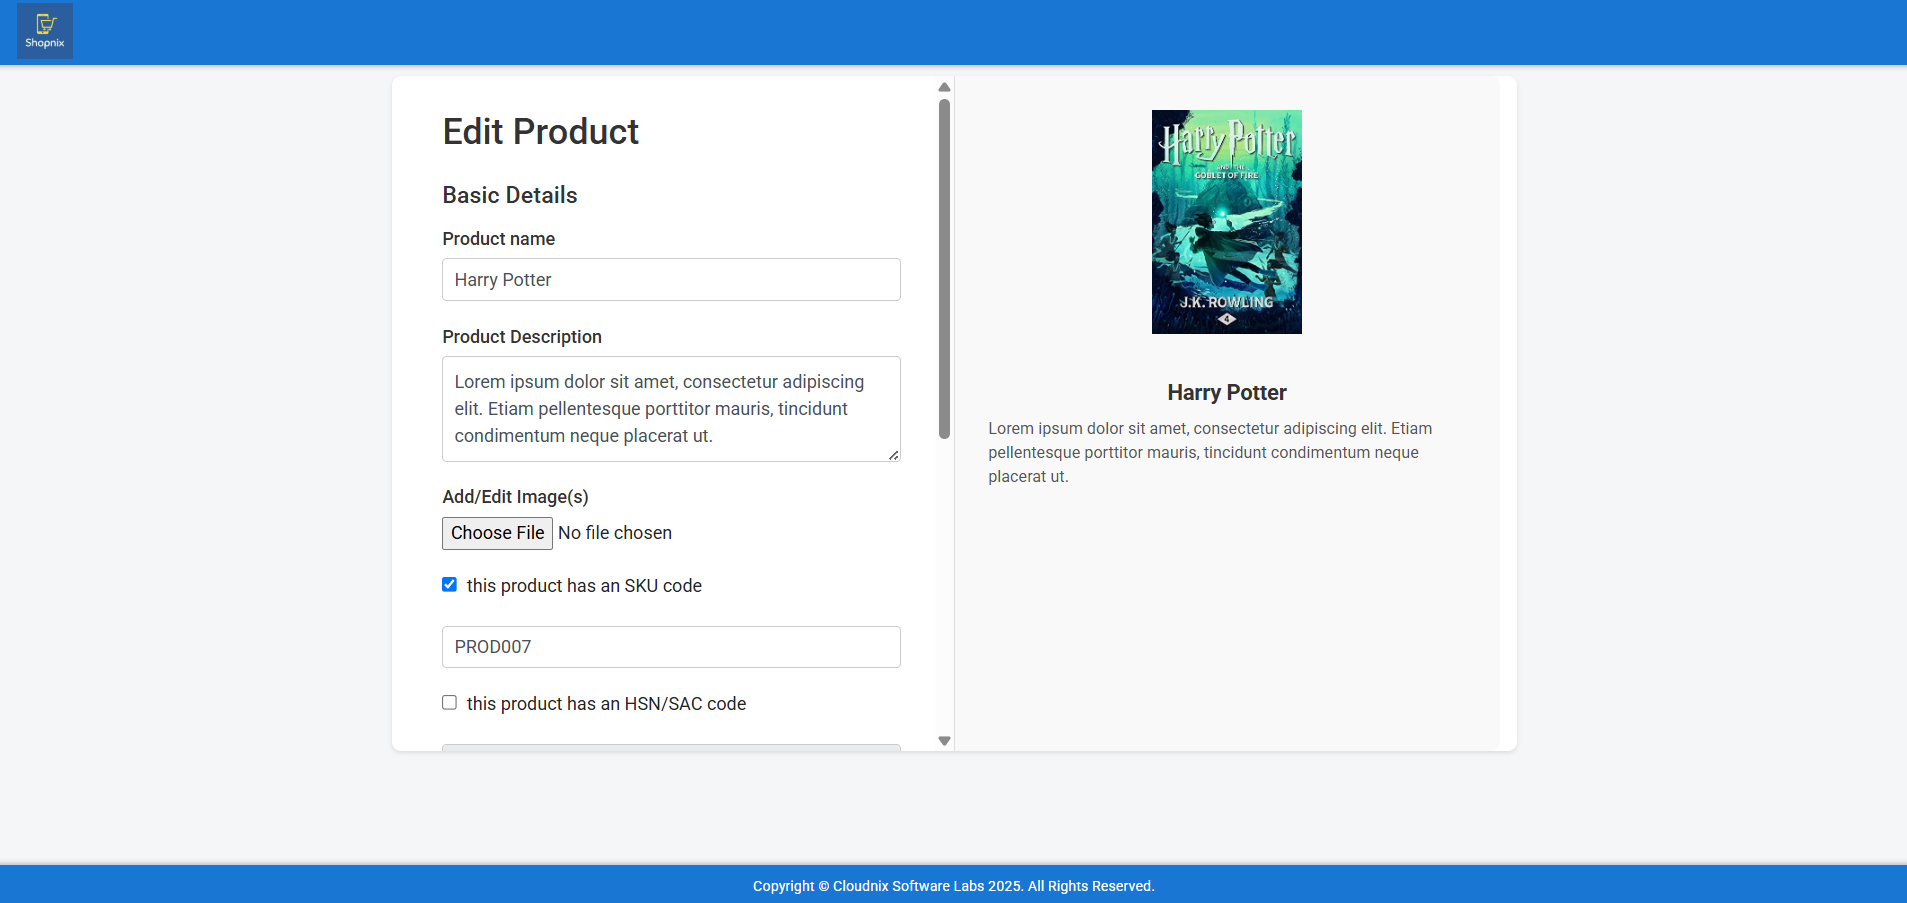 Shopnix
Edit Product
Basic Details
Product name
Harry Potter
Product Description
Lorem ipsum dolor sit amet, consectetur adipiscing
elit. Etiam pellentesque porttitor mauris, tincidunt
condimentum neque placerat ut.
Add/Edit Image(s)
Choose File No file chosen
this product has an SKU code
PROD007
this product has an HSN/SAC code
Harry Potter
AND THE
GOBLET OF FIRE
J.K. ROWLING
4
Harry Potter
Lorem ipsum dolor sit amet, consectetur adipiscing elit. Etiam
pellentesque porttitor mauris, tincidunt condimentum neque
placerat ut.
Copyright © Cloudnix Software Labs 2025. All Rights Reserved.